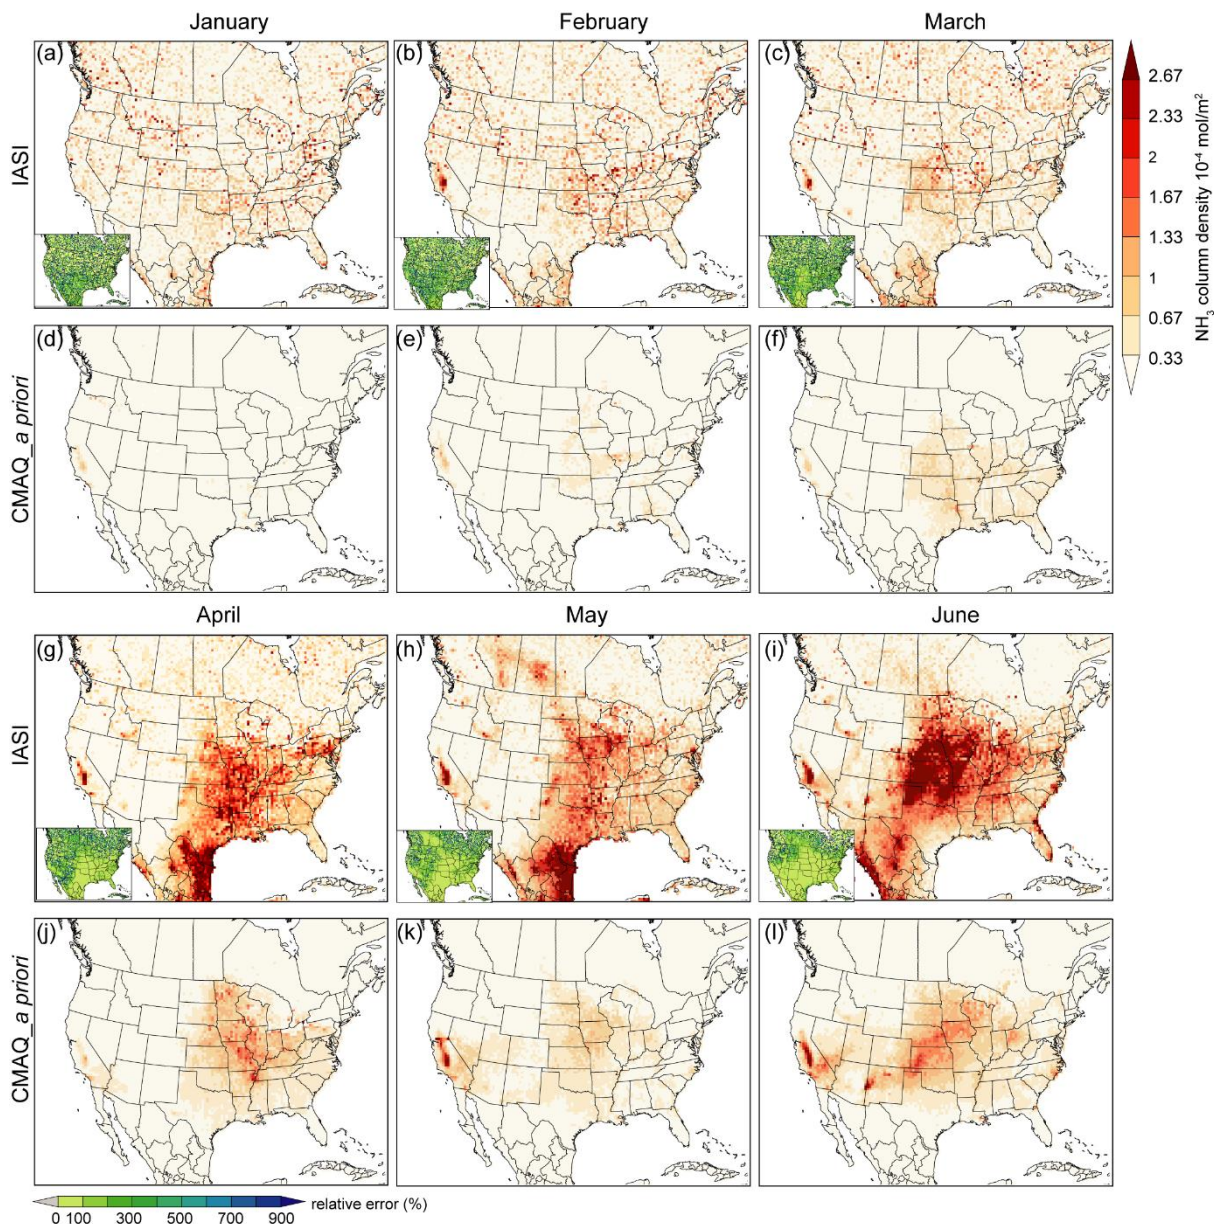 January
February
March
(a)
(b)
(c)
IASI
2.67
2.33
2
1.67
1.33
1
0.67
0.33
NH₃ column density 10⁻⁴ mol/m²
(d)
(e)
(f)
CMAQ_a priori
April
May
June
(g)
(h)
(i)
IASI
(j)
(k)
(l)
CMAQ_a priori
relative error (%)
0 100 300 500 700 900